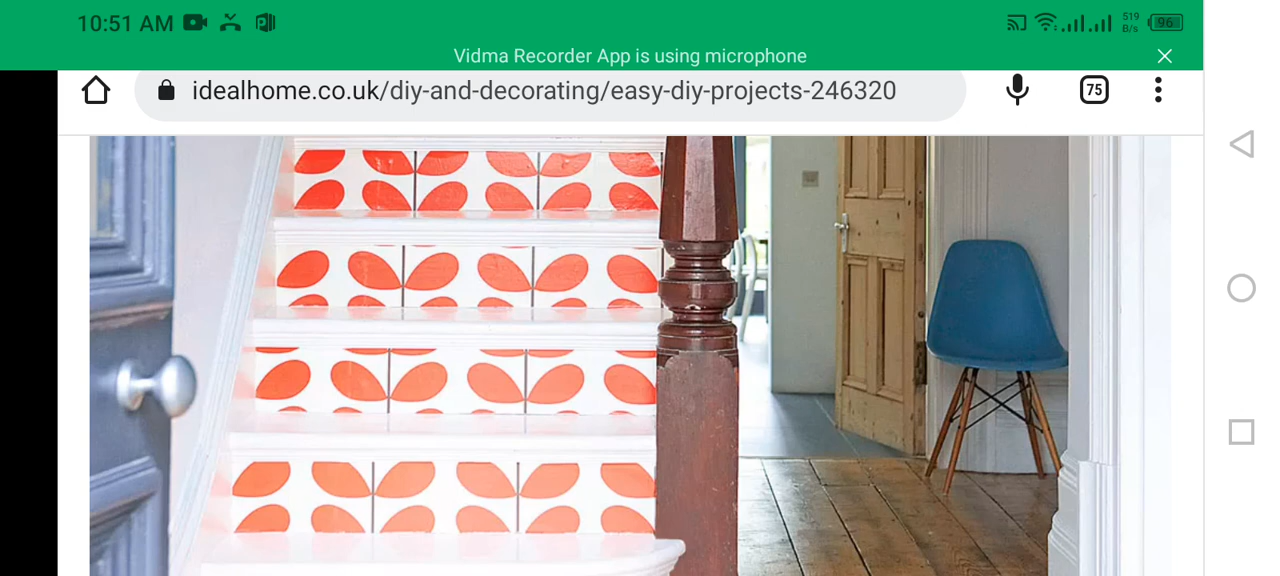 10:51 AM
519
B/s
96
Vidma Recorder App is using microphone
idealhome.co.uk/diy-and-decorating/easy-diy-projects-246320
75